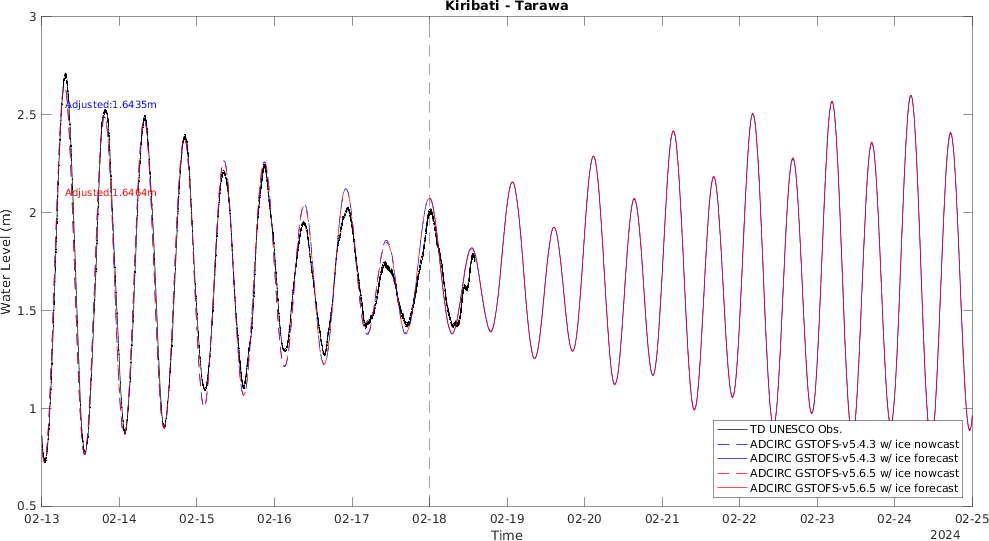 Kiribati - Tarawa
3
2.5
2
1.5
1
0.5
Water Level (m)
Adjusted:1.6435m
Adjusted:1.6464m
TD UNESCO Obs.
ADCIRC GSTOFS-v5.4.3 w/ ice nowcast
ADCIRC GSTOFS-v5.4.3 w/ ice forecast
ADCIRC GSTOFS-v5.6.5 w/ ice nowcast
ADCIRC GSTOFS-v5.6.5 w/ ice forecast
02-13 02-14 02-15 02-16 02-17 02-18 02-19 02-20 02-21 02-22 02-23 02-24 02-25
Time
2024